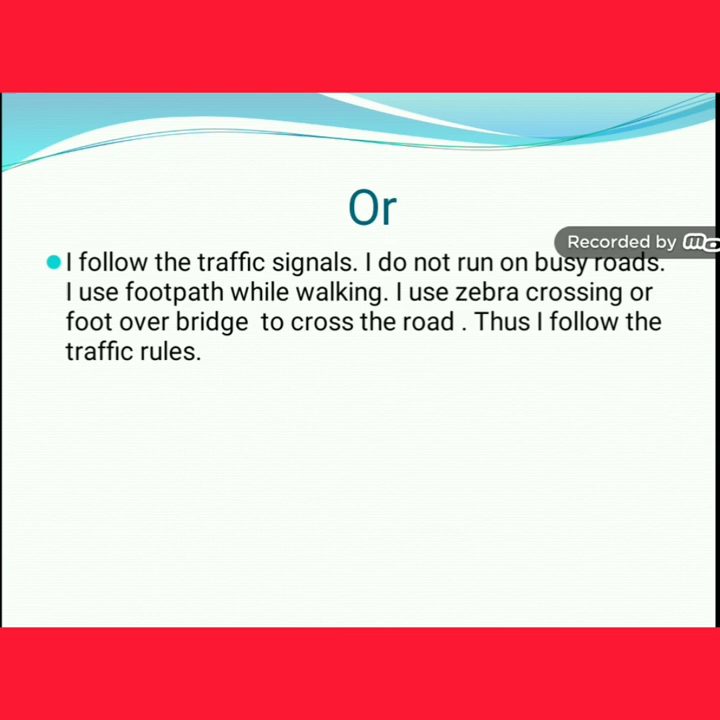 Or
Recorded by
I follow the traffic signals. I do not run on busy roads.
I use footpath while walking. I use zebra crossing or
foot over bridge  to cross the road . Thus I follow the
traffic rules.